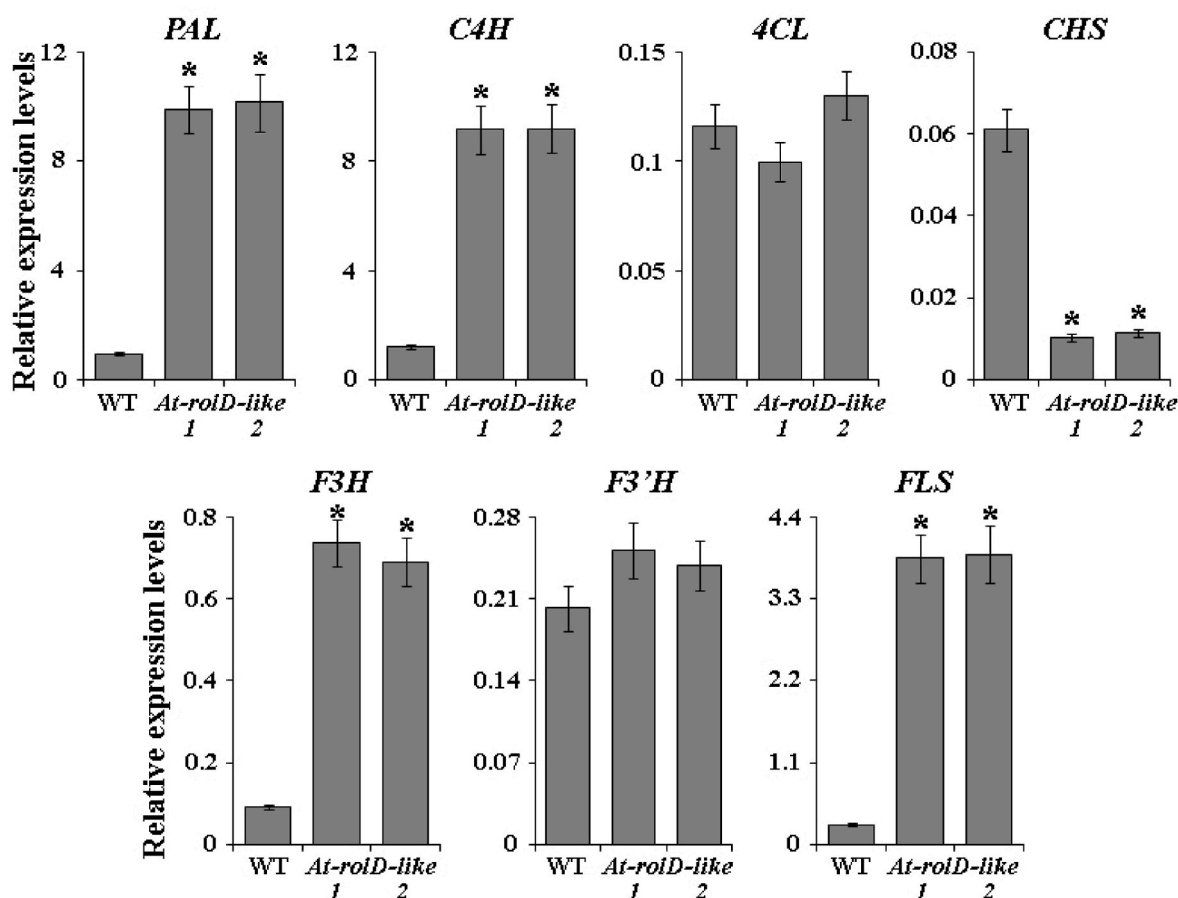 PAL C4H 4CL CHS
Relative expression levels
12 12 0.15 0.08
* * * *
8 8 0.1 0.06
0.04
4 4 0.05 0.02
* *
0 0 0 0
WT At-rolD-like WT At-rolD-like WT At-rolD-like WT At-rolD-like
1 2 1 2 1 2 1 2
F3H F3’H FLS
Relative expression levels
0.8 0.28 4.4
* * * *
0.6 0.21 3.3
0.4 0.14 2.2
0.2 0.07 1.1
0 0 0
WT At-rolD-like WT At-rolD-like WT At-rolD-like
1 2 1 2 1 2